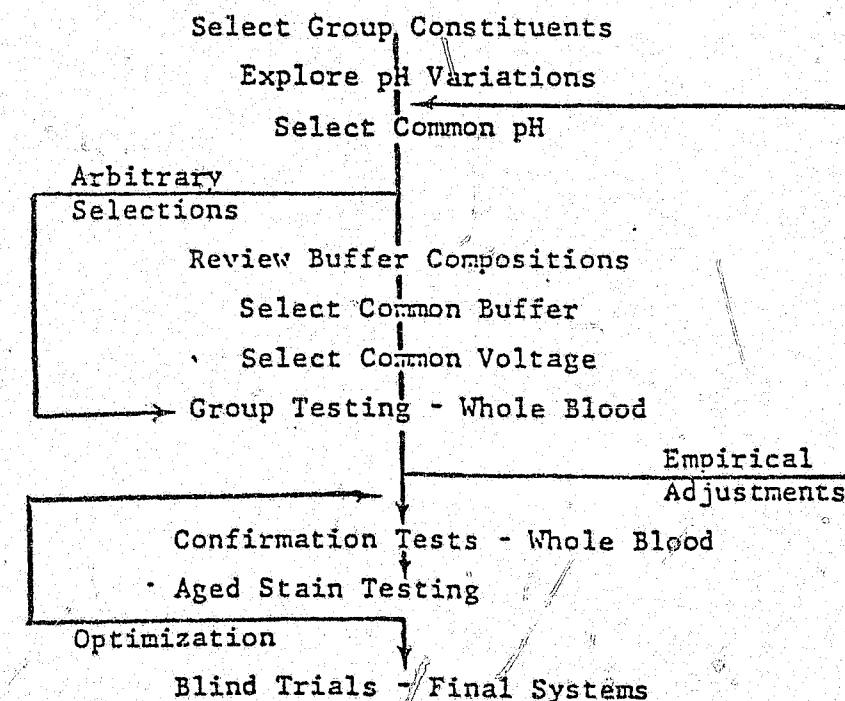 Select Group Constituents
Explore pH Variations
Select Common pH
Arbitrary
Selections
Review Buffer Compositions
Select Common Buffer
Select Common Voltage
Group Testing - Whole Blood
Empirical
Adjustments
Confirmation Tests - Whole Blood
Aged Stain Testing
Optimization
Blind Trials - Final Systems